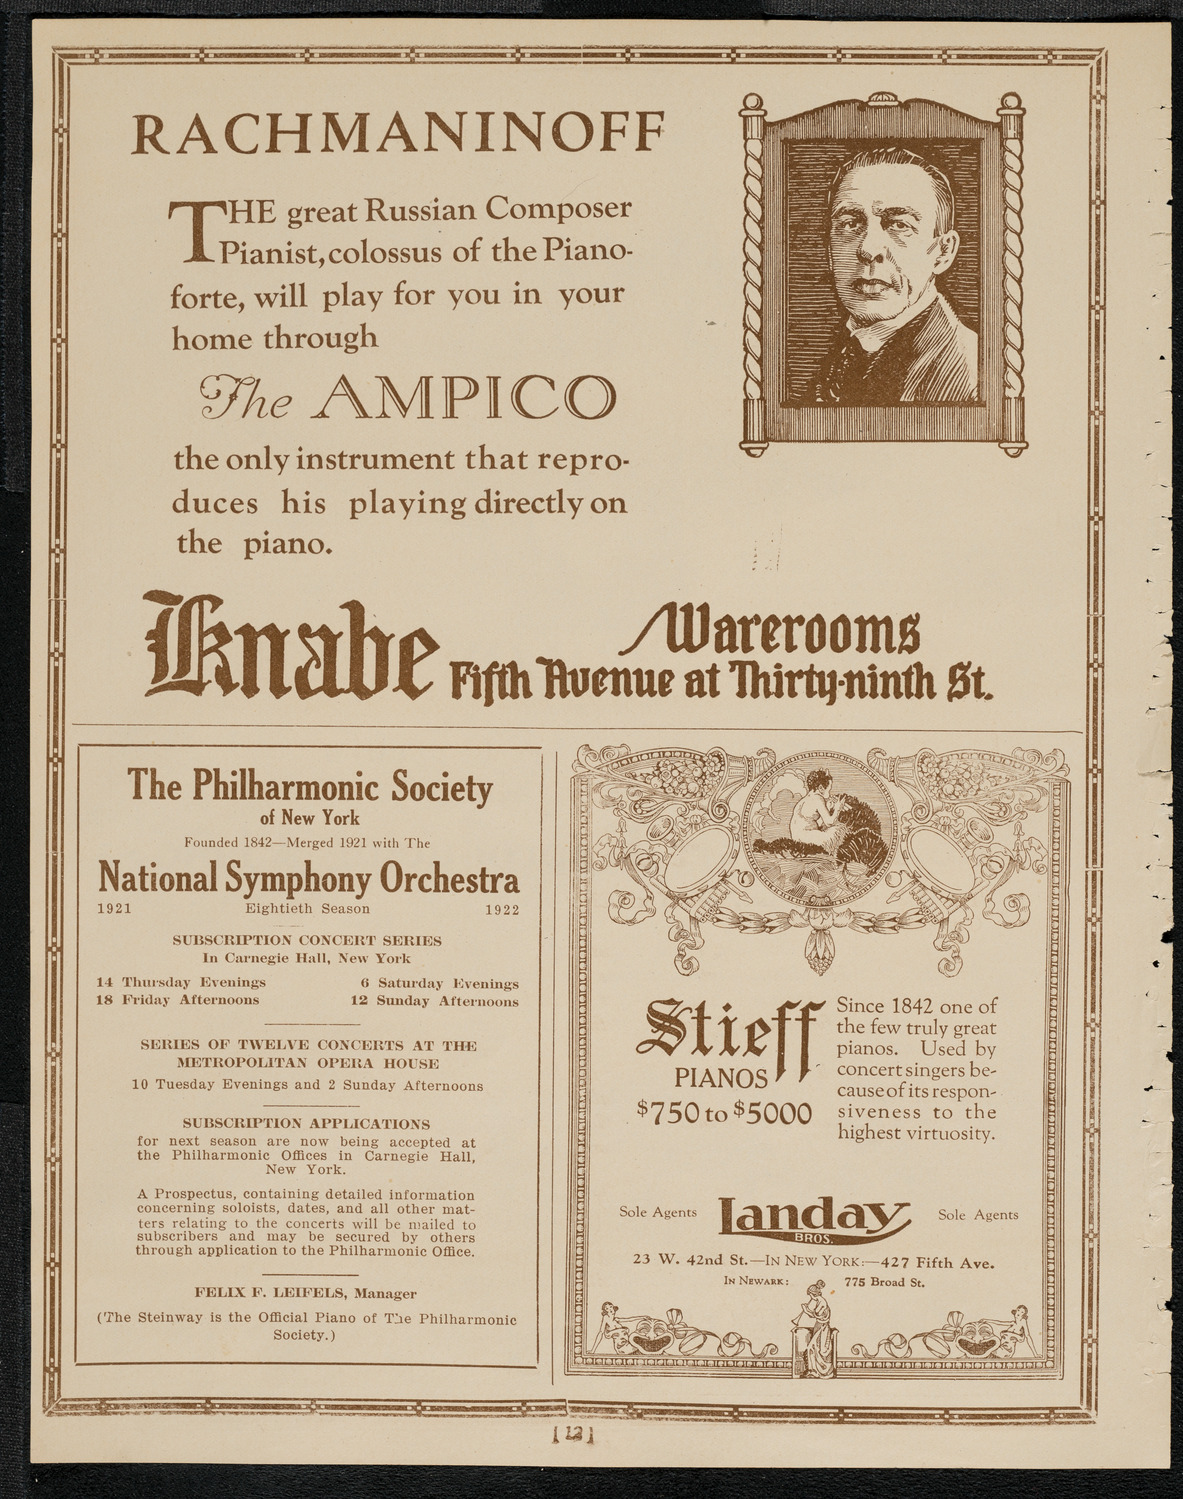 RACHMANINOFF
THE great Russian Composer
Pianist, colossus of the Piano-
forte, will play for you in your
home through
The AMPICO
the only instrument that repro-
duces his playing directly on
the piano.
Knabe Warerooms
Fifth Avenue at Thirty-ninth St.
The Philharmonic Society
of New York
Founded 1842—Merged 1921 with The
National Symphony Orchestra
1921 Eightieth Season 1922
SUBSCRIPTION CONCERT SERIES
In Carnegie Hall, New York
14 Thursday Evenings 6 Saturday Evenings
18 Friday Afternoons 12 Sunday Afternoons
SERIES OF TWELVE CONCERTS AT THE
METROPOLITAN OPERA HOUSE
10 Tuesday Evenings and 2 Sunday Afternoons
SUBSCRIPTION APPLICATIONS
for next season are now being accepted at
the Philharmonic Offices in Carnegie Hall,
New York.
A Prospectus, containing detailed information
concerning soloists, dates, and all other mat-
ters relating to the concerts will be mailed to
subscribers and may be secured by others
through application to the Philharmonic Office.
FELIX F. LEIFELS, Manager
(The Steinway is the Official Piano of The Philharmonic
Society.)
Stieff
PIANOS
$750 to $5000
Since 1842 one of
the few truly great
pianos. Used by
concert singers be-
cause of its respon-
siveness to the
highest virtuosity.
Sole Agents Landay Sole Agents
BROS.
23 W. 42nd St.—IN NEW YORK:—427 Fifth Ave.
IN NEWARK: 775 Broad St.
[ 12 ]